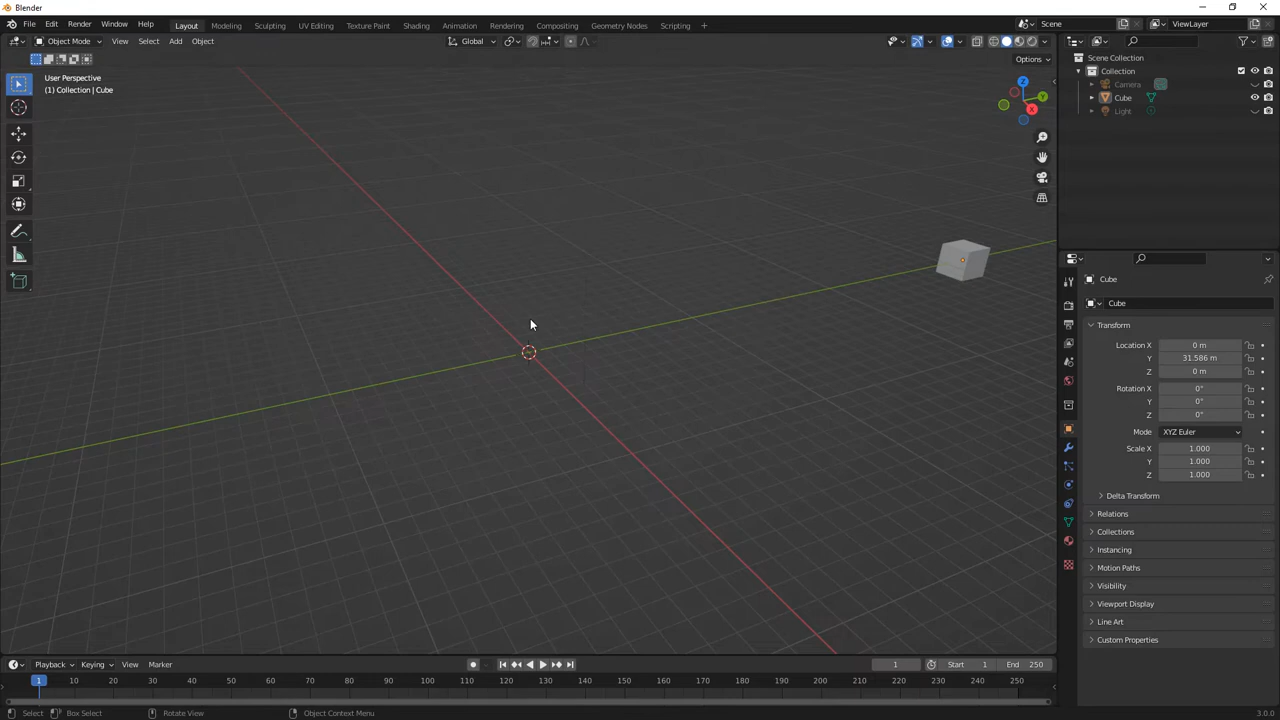 Blender
File Edit Render Window Help Layout Modeling Sculpting UV Editing Texture Paint Shading Animation Rendering Compositing Geometry Nodes Scripting + Scene ViewLayer
Object Mode View Select Add Object Global
Options
User Perspective
(1) Collection | Cube
Z
Y
X
Scene Collection
Collection
Camera
Cube
Light
Cube
Cube
Transform
Location X 0 m
Y 31.586 m
Z 0 m
Rotation X 0°
Y 0°
Z 0°
Mode XYZ Euler
Scale X 1.000
Y 1.000
Z 1.000
Delta Transform
Relations
Collections
Instancing
Motion Paths
Visibility
Viewport Display
Line Art
Custom Properties
Playback Keying View Marker 1 Start 1 End 250
1 10 20 30 40 50 60 70 80 90 100 110 120 130 140 150 160 170 180 190 200 210 220 230 240 250
Select Box Select Rotate View Object Context Menu 3.0.0